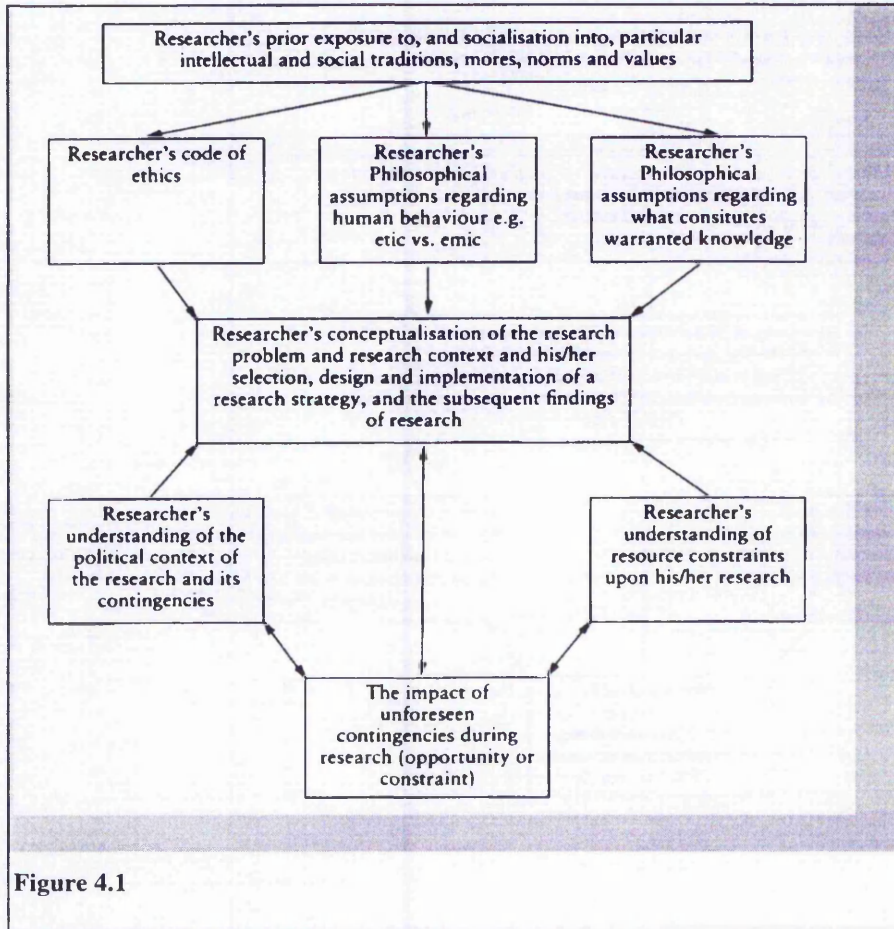 Researcher's prior exposure to, and socialisation into, particular
intellectual and social traditions, mores, norms and values
Researcher's code of
ethics
Researcher's
Philosophical
assumptions regarding
human behaviour e.g.
etic vs. emic
Researcher's
Philosophical
assumptions regarding
what consitutes
warranted knowledge
Researcher's conceptualisation of the research
problem and research context and his/her
selection, design and implementation of a
research strategy, and the subsequent findings
of research
Researcher's
understanding of the
political context of
the research and its
contingencies
Researcher's
understanding of
resource constraints
upon his/her research
The impact of
unforeseen
contingencies during
research (opportunity or
constraint)
Figure 4.1